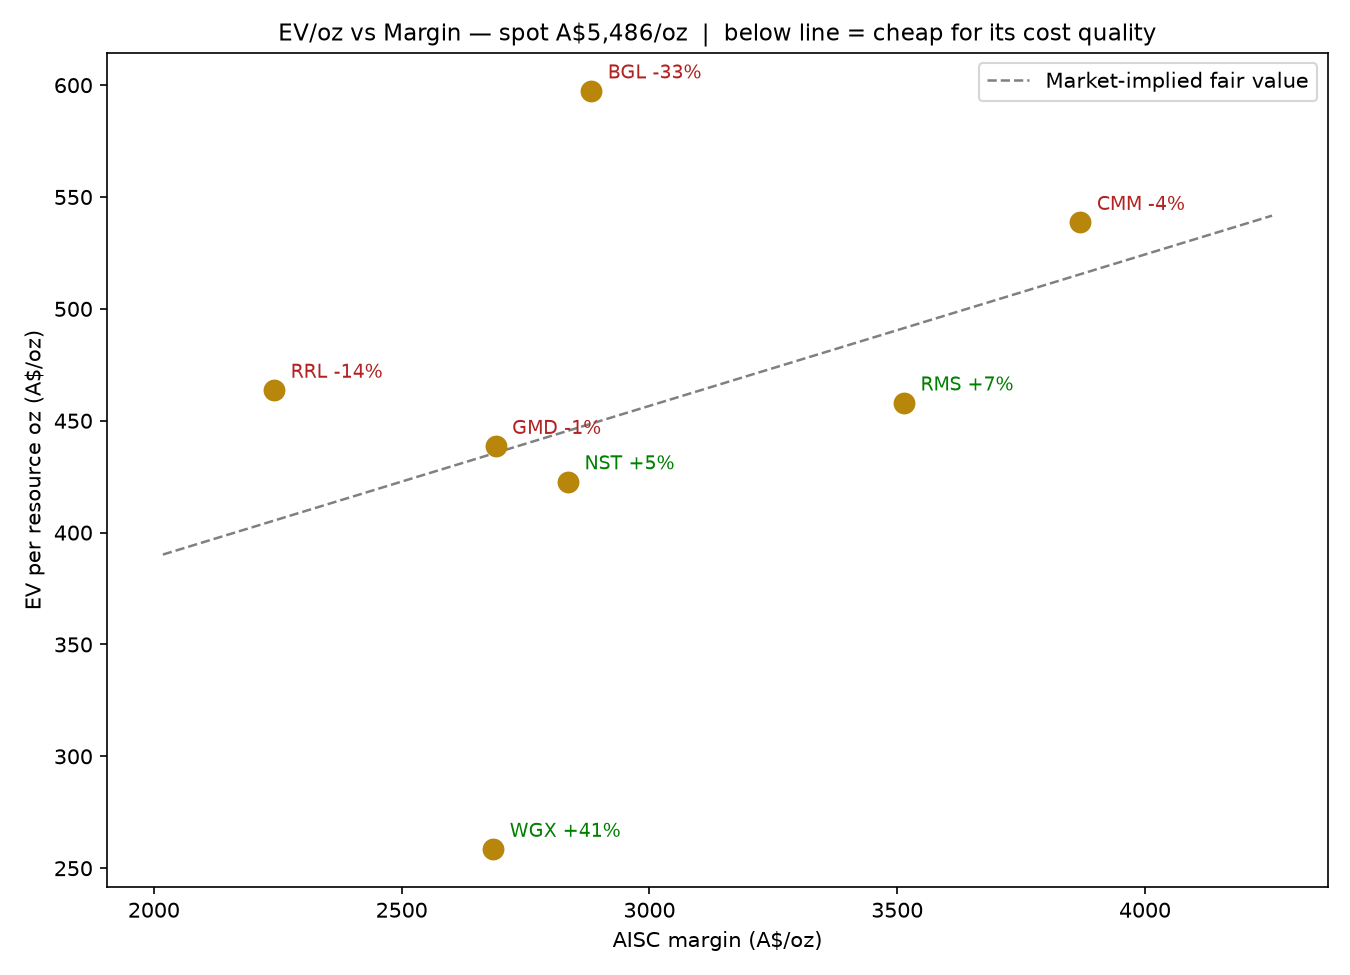 EV/oz vs Margin — spot A$5,486/oz | below line = cheap for its cost quality
Market-implied fair value
BGL -33%
CMM -4%
RRL -14%
RMS +7%
GMD -1%
NST +5%
WGX +41%
EV per resource oz (A$/oz)
600
550
500
450
400
350
300
250
2000
2500
3000
3500
4000
AISC margin (A$/oz)